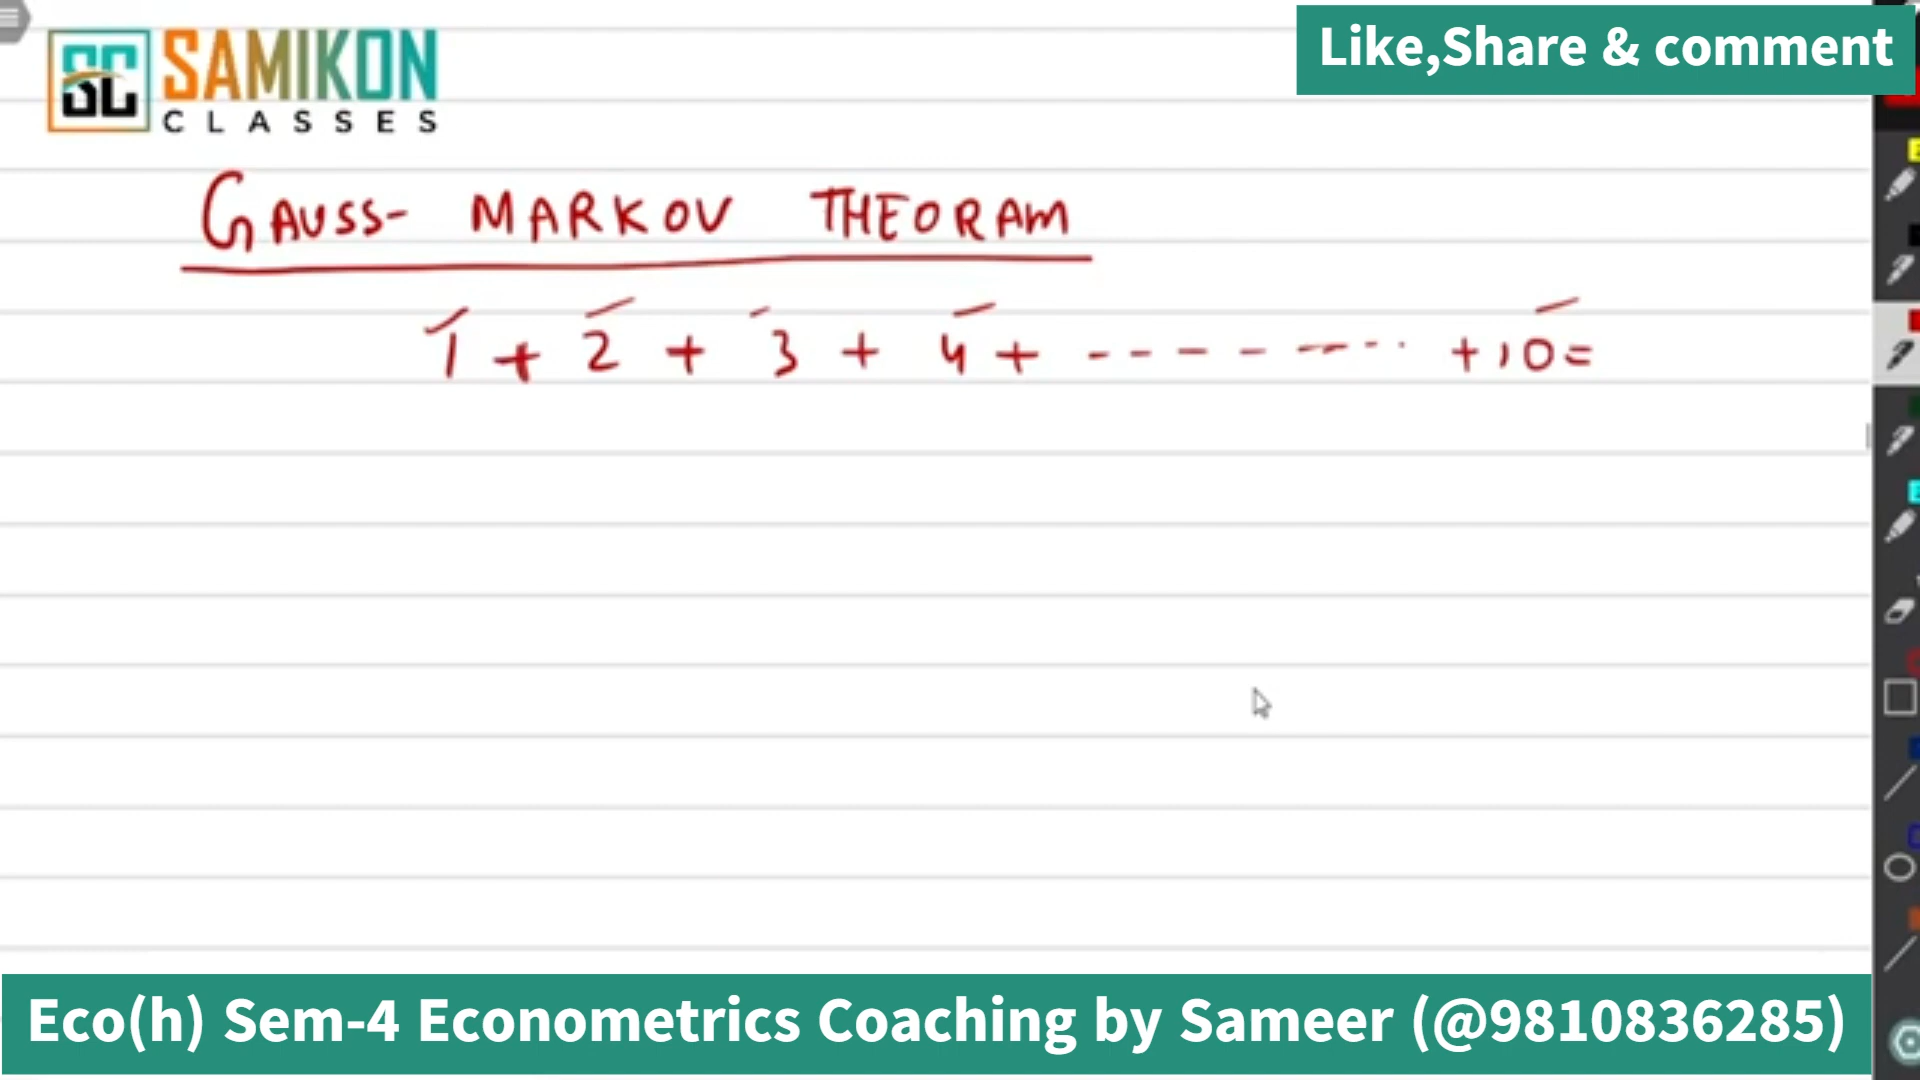 Like,Share & comment
SC SAMIKON
CLASSES
GAUSS- MARKOV THEORAM
1 + 2 + 3 + 4 + - - - - - - - - - - +10=
Eco(h) Sem-4 Econometrics Coaching by Sameer (@9810836285)